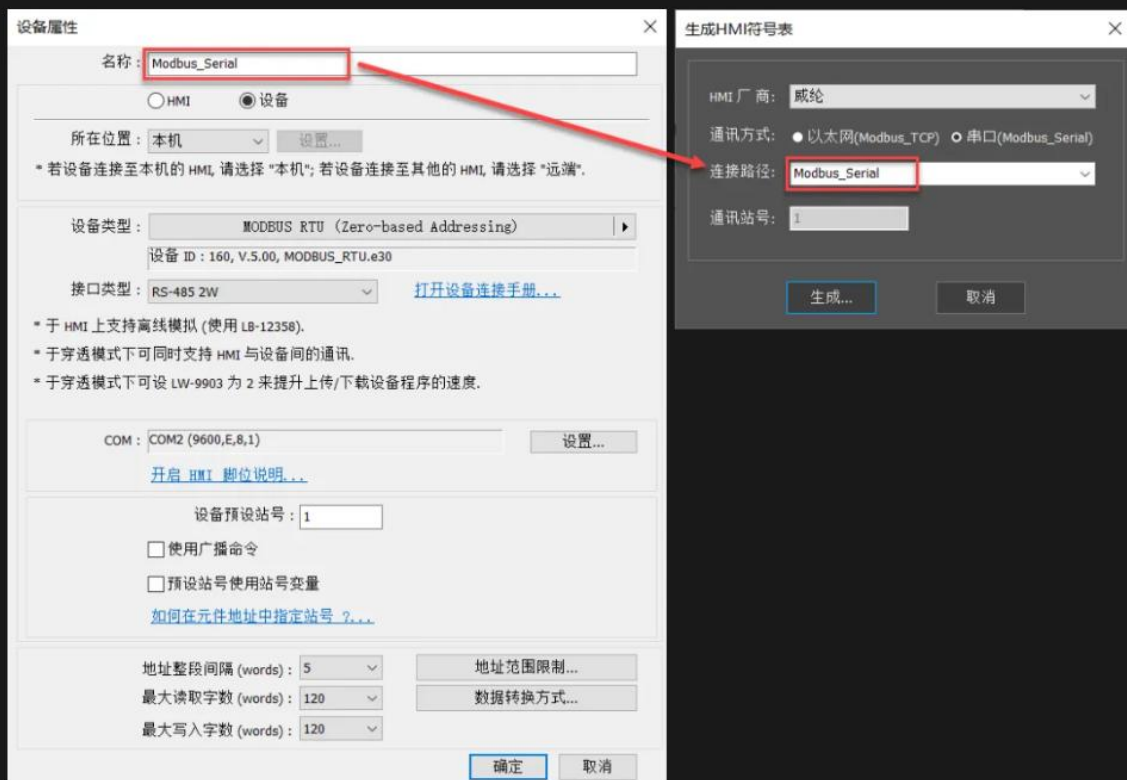 设备属性
名称：Modbus_Serial
HMI 设备
所在位置：本机 设置...
* 若设备连接至本机的 HMI, 请选择 "本机"; 若设备连接至其他的 HMI, 请选择 "远端".
设备类型：MODBUS RTU (Zero-based Addressing)
设备 ID : 160, V.5.00, MODBUS_RTU.e30
接口类型：RS-485 2W 打开设备连接手册...
* 于 HMI 上支持离线模拟 (使用 LB-12358).
* 于穿透模式下可同时支持 HMI 与设备间的通讯.
* 于穿透模式下可设 LW-9903 为 2 来提升上传/下载设备程序的速度.
COM : COM2 (9600,E,8,1) 设置...
开启 HMI 脚位说明...
设备预设站号：1
使用广播命令
预设站号使用站号变量
如何在元件地址中指定站号 ?...
地址整段间隔 (words) : 5 地址范围限制...
最大读取字数 (words) : 120 数据转换方式...
最大写入字数 (words) : 120
确定 取消
生成HMI符号表
HMI 厂商: 威纶
通讯方式: 以太网(Modbus_TCP) 串口(Modbus_Serial)
连接路径: Modbus_Serial
通讯站号: 1
生成... 取消